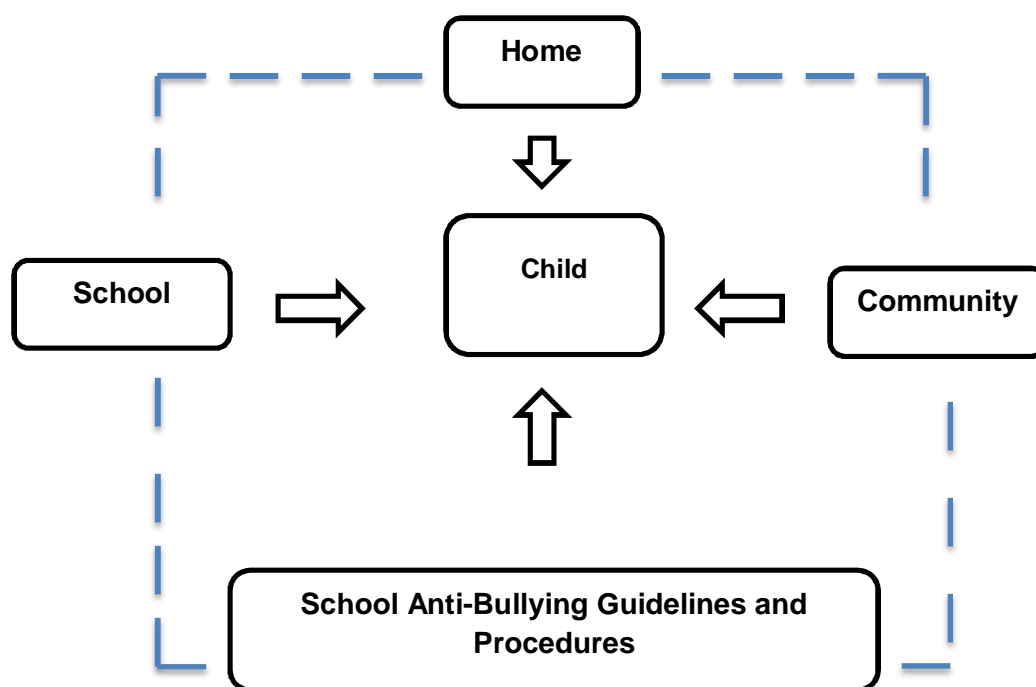 Home
School
Child
Community
School Anti-Bullying Guidelines and
Procedures